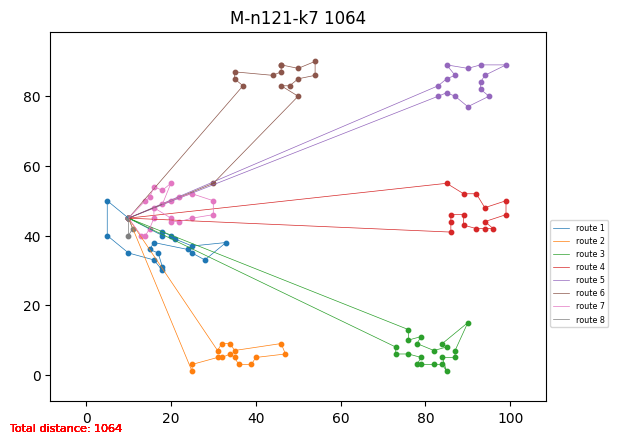 M-n121-k7 1064
80
60
40
20
0
0 20 40 60 80 100
route 1
route 2
route 3
route 4
route 5
route 6
route 7
route 8
Total distance: 1064